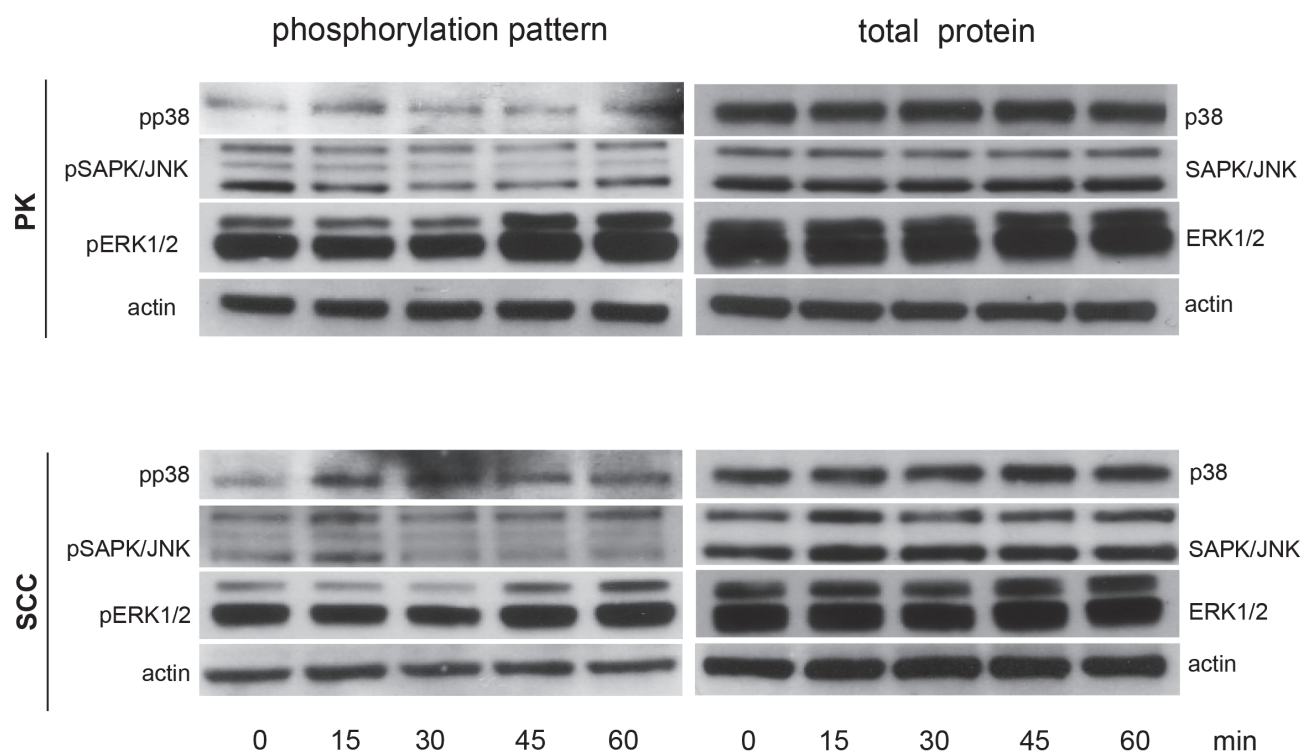 phosphorylation pattern
total protein
PK
pp38
p38
pSAPK/JNK
SAPK/JNK
pERK1/2
ERK1/2
actin
actin
SCC
pp38
p38
pSAPK/JNK
SAPK/JNK
pERK1/2
ERK1/2
actin
actin
0 15 30 45 60 0 15 30 45 60 min